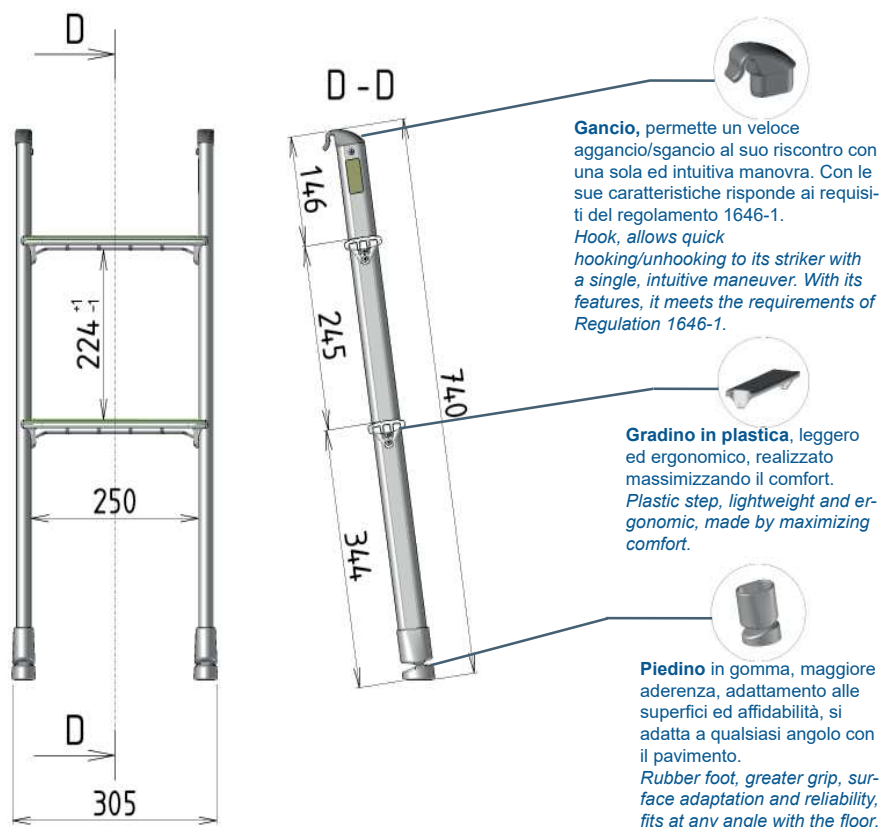 D
D - D
146
224 +1 -1
245
740
250
344
D
305
Gancio, permette un veloce
aggancio/sgancio al suo riscontro con
una sola ed intuitiva manovra. Con le
sue caratteristiche risponde ai requisi-
ti del regolamento 1646-1.
Hook, allows quick
hooking/unhooking to its striker with
a single, intuitive maneuver. With its
features, it meets the requirements of
Regulation 1646-1.
Gradino in plastica, leggero
ed ergonomico, realizzato
massimizzando il comfort.
Plastic step, lightweight and er-
gonomic, made by maximizing
comfort.
Piedino in gomma, maggiore
aderenza, adattamento alle
superfici ed affidabilità, si
adatta a qualsiasi angolo con
il pavimento.
Rubber foot, greater grip, sur-
face adaptation and reliability,
fits at any angle with the floor.